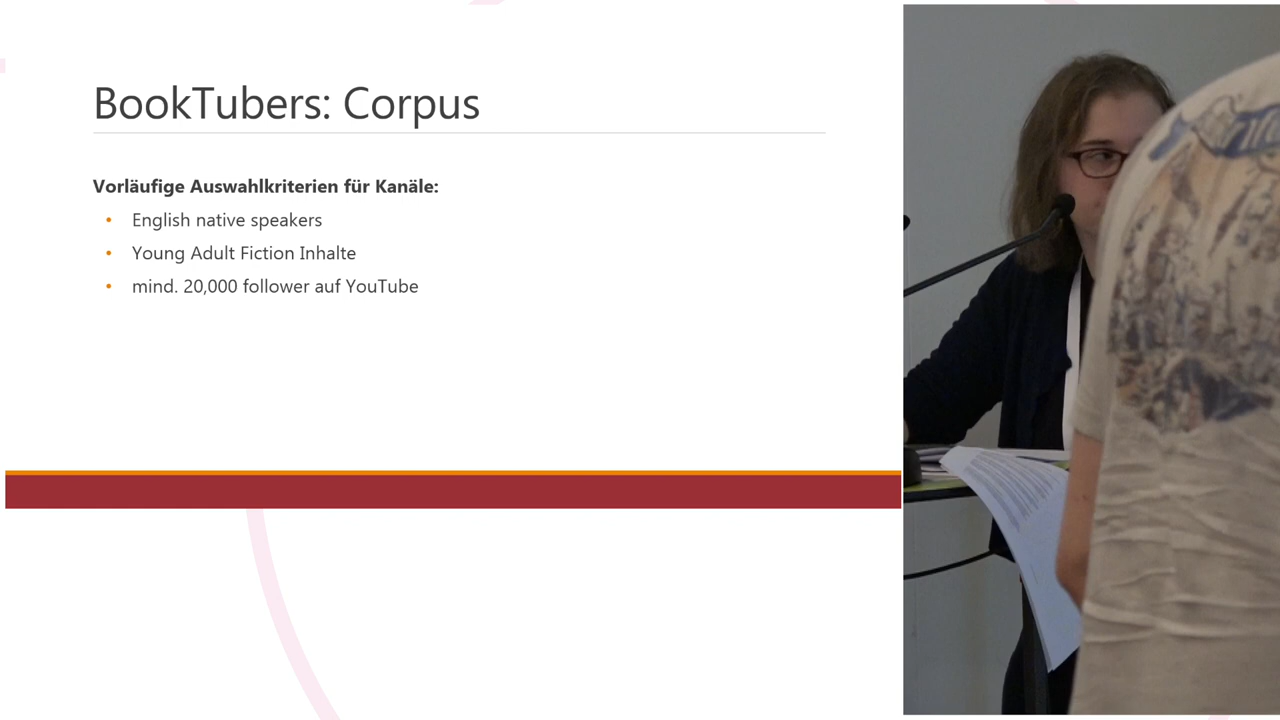 BookTubers: Corpus
Vorläufige Auswahlkriterien für Kanäle:
• English native speakers
• Young Adult Fiction Inhalte
• mind. 20,000 follower auf YouTube